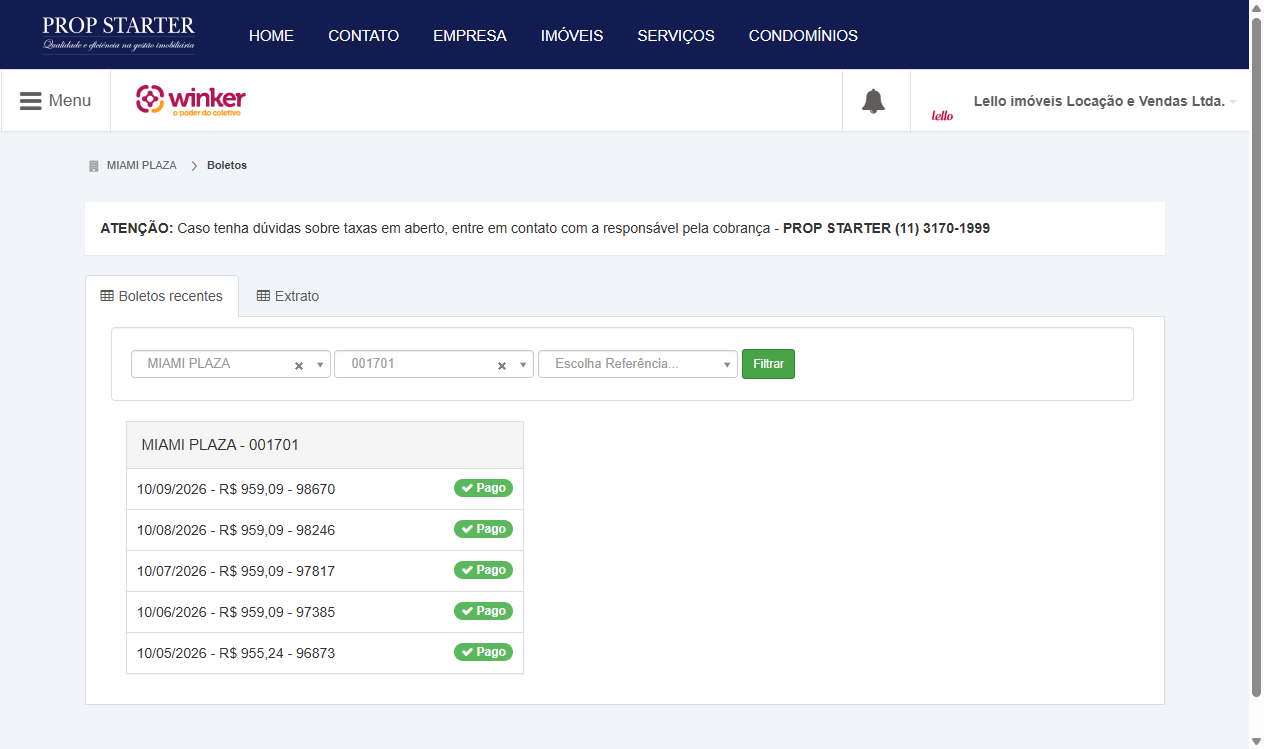 PROP STARTER
Qualidade e eficiência na gestão imobiliária
HOME CONTATO EMPRESA IMÓVEIS SERVIÇOS CONDOMÍNIOS
Menu
winker
o poder do coletivo
lello
Lello imóveis Locação e Vendas Ltda.
MIAMI PLAZA Boletos
ATENÇÃO: Caso tenha dúvidas sobre taxas em aberto, entre em contato com a responsável pela cobrança - PROP STARTER (11) 3170-1999
Boletos recentes Extrato
MIAMI PLAZA × 001701 × Escolha Referência... Filtrar
MIAMI PLAZA - 001701
10/09/2026 - R$ 959,09 - 98670 Pago
10/08/2026 - R$ 959,09 - 98246 Pago
10/07/2026 - R$ 959,09 - 97817 Pago
10/06/2026 - R$ 959,09 - 97385 Pago
10/05/2026 - R$ 955,24 - 96873 Pago